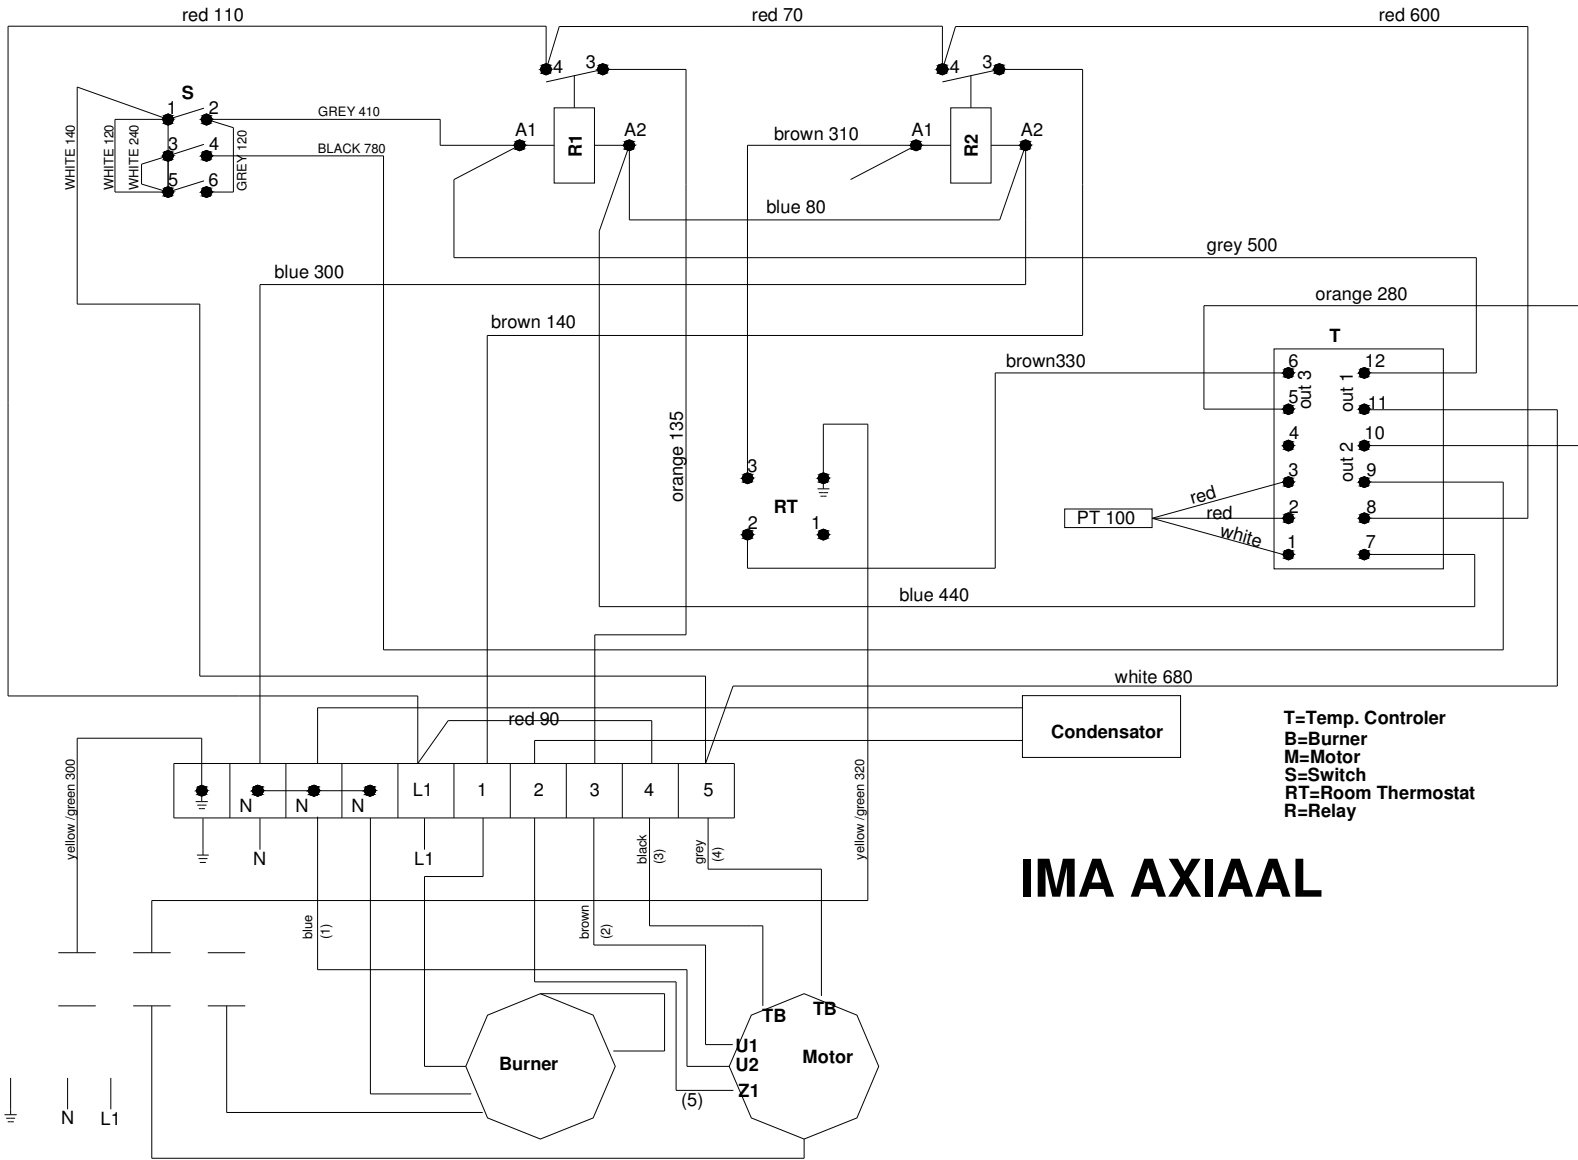 red 110
red 70
red 600
4
3
4
3
S
1
2
GREY 410
A1
R1
A2
brown 310
A1
R2
A2
WHITE 140
WHITE 120
WHITE 240
3
4
BLACK 780
GREY 120
5
6
blue 80
grey 500
blue 300
orange 280
brown 140
T
brown330
6
12
out 3
out 1
5
11
orange 135
4
10
out 2
3
3
9
RT
red
PT 100
red
2
8
2
1
white
1
7
blue 440
white 680
red 90
Condensator
T=Temp. Controler
B=Burner
M=Motor
S=Switch
RT=Room Thermostat
R=Relay
yellow /green 300
N
N
N
L1
1
2
3
4
5
yellow /green 320
N
L1
black
(3)
grey
(4)
IMA AXIAAL
blue
(1)
brown
(2)
TB
TB
U1
Motor
Burner
U2
Z1
(5)
N
L1